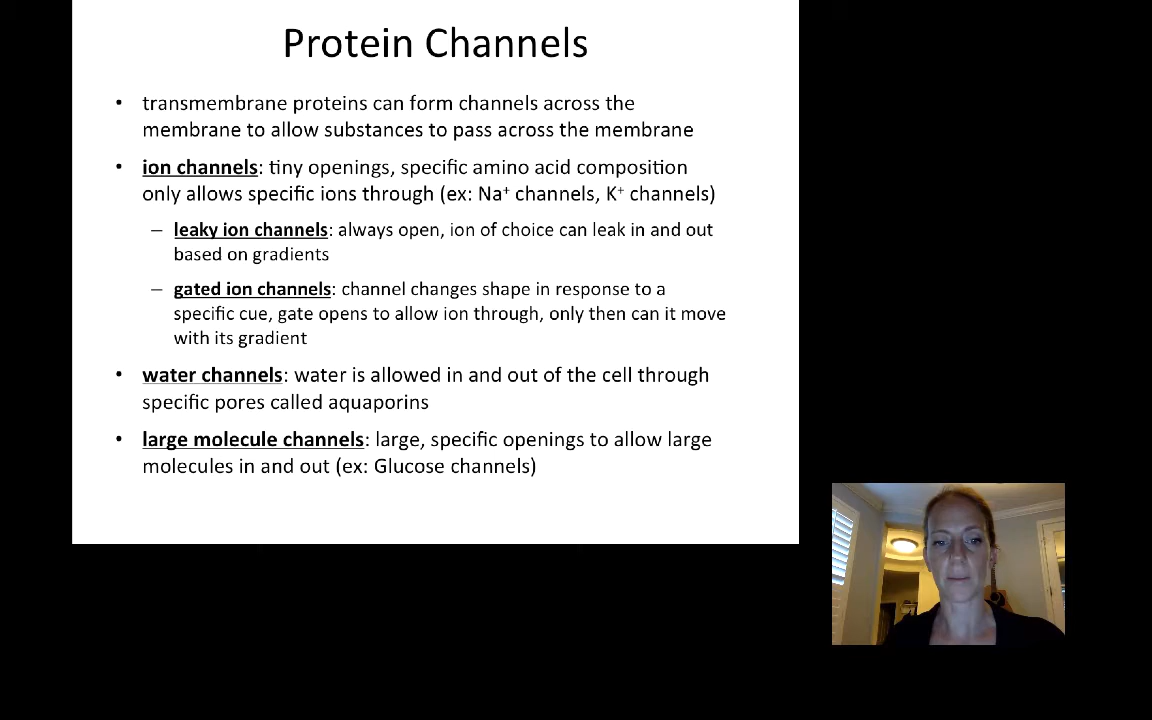 Protein Channels
• transmembrane proteins can form channels across the
membrane to allow substances to pass across the membrane
• ion channels: tiny openings, specific amino acid composition
only allows specific ions through (ex: Na⁺ channels, K⁺ channels)
– leaky ion channels: always open, ion of choice can leak in and out
based on gradients
– gated ion channels: channel changes shape in response to a
specific cue, gate opens to allow ion through, only then can it move
with its gradient
• water channels: water is allowed in and out of the cell through
specific pores called aquaporins
• large molecule channels: large, specific openings to allow large
molecules in and out (ex: Glucose channels)